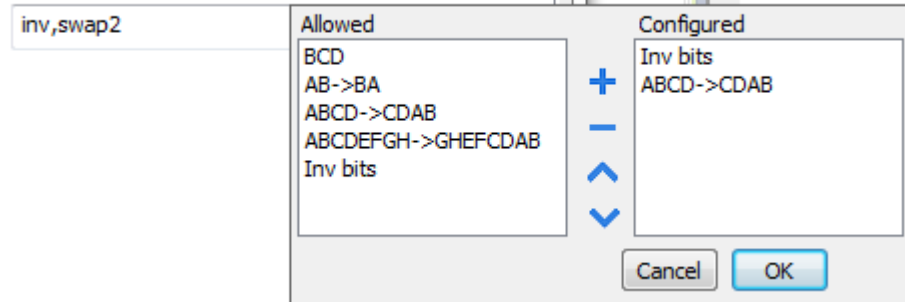 inv,swap2
Allowed
BCD
AB->BA
ABCD->CDAB
ABCDEFGH->GHEFCDAB
Inv bits
Configured
Inv bits
ABCD->CDAB
Cancel
OK